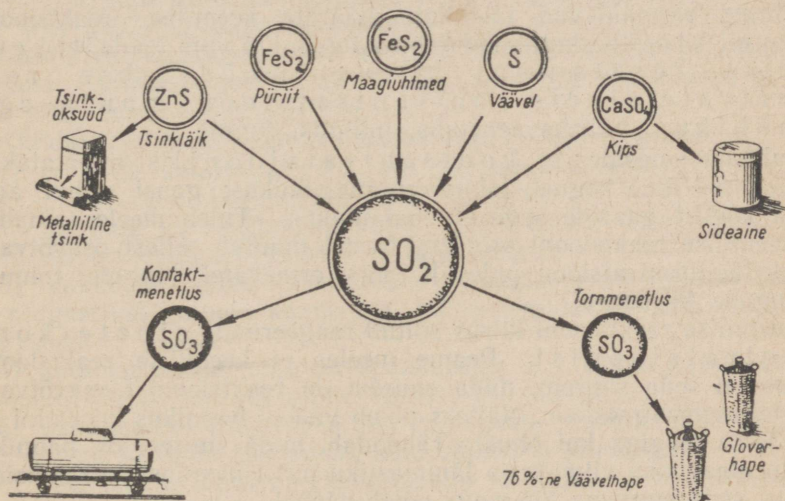 FeS₂
Püriit
FeS₂
Maagiuhtmed
S
Väävel
ZnS
Tsinkläik
CaSO₄
Kips
Tsink-
oksüüd
Metalliline
tsink
Sideaine
SO₂
Kontakt-
menetlus
SO₃
Tornmenetlus
SO₃
76%-ne Väävelhape
Glover-
hape